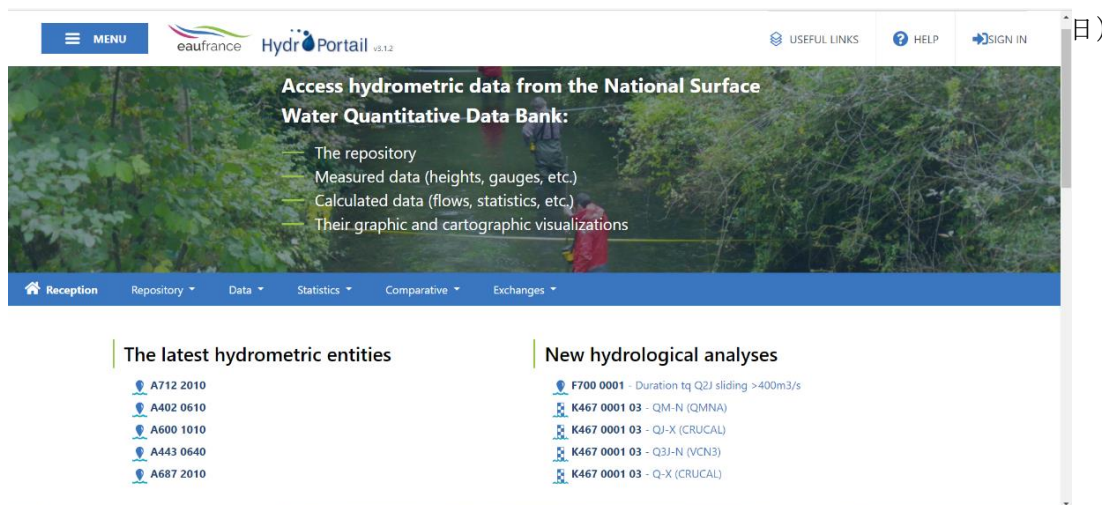 MENU
eaufrance
HydroPortail v3.1.2
USEFUL LINKS
HELP
SIGN IN
日）
Access hydrometric data from the National Surface
Water Quantitative Data Bank:
The repository
Measured data (heights, gauges, etc.)
Calculated data (flows, statistics, etc.)
Their graphic and cartographic visualizations
Reception
Repository
Data
Statistics
Comparative
Exchanges
The latest hydrometric entities
A712 2010
A402 0610
A600 1010
A443 0640
A687 2010
New hydrological analyses
F700 0001 - Duration tq Q2J sliding >400m3/s
K467 0001 03 - QM-N (QMNA)
K467 0001 03 - QJ-X (CRUCAL)
K467 0001 03 - Q3J-N (VCN3)
K467 0001 03 - Q-X (CRUCAL)